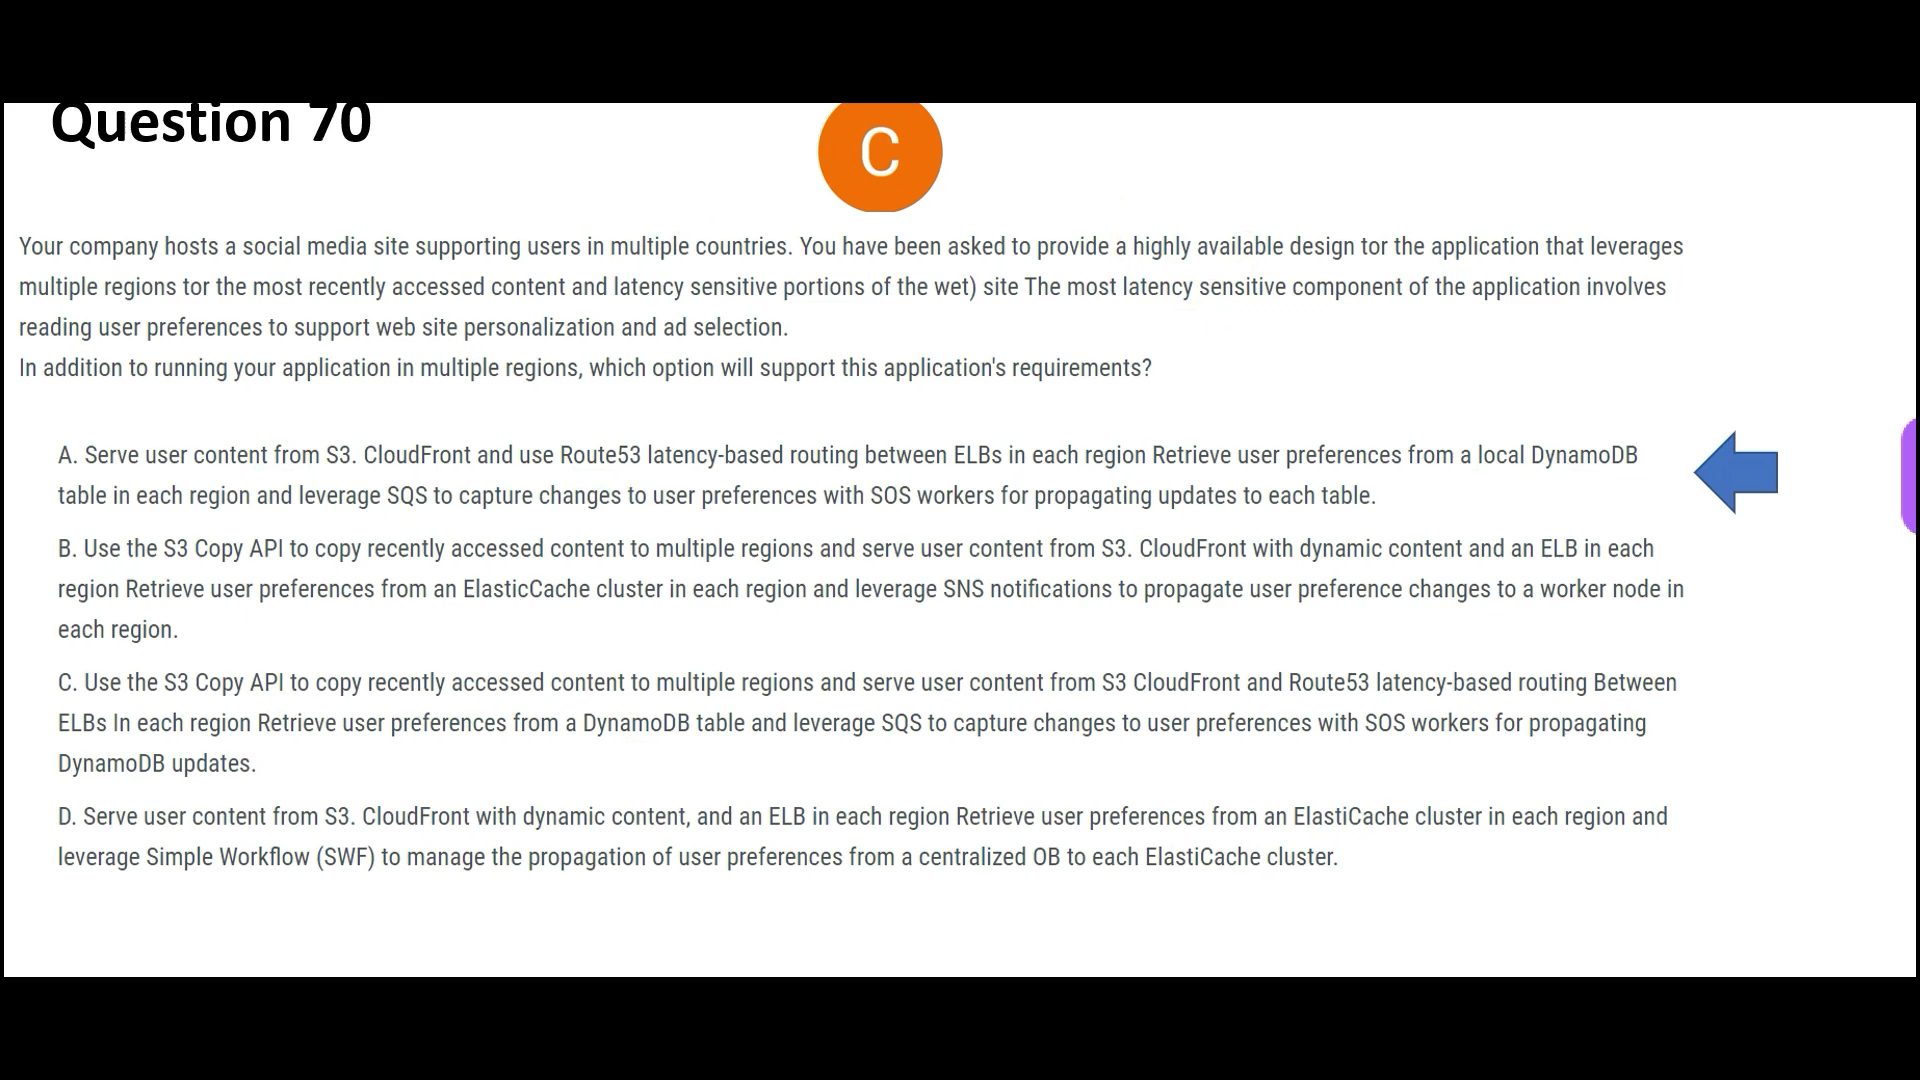 Question 70
C
Your company hosts a social media site supporting users in multiple countries. You have been asked to provide a highly available design tor the application that leverages
multiple regions tor the most recently accessed content and latency sensitive portions of the wet) site The most latency sensitive component of the application involves
reading user preferences to support web site personalization and ad selection.
In addition to running your application in multiple regions, which option will support this application's requirements?
A. Serve user content from S3. CloudFront and use Route53 latency-based routing between ELBs in each region Retrieve user preferences from a local DynamoDB
table in each region and leverage SQS to capture changes to user preferences with SOS workers for propagating updates to each table.
B. Use the S3 Copy API to copy recently accessed content to multiple regions and serve user content from S3. CloudFront with dynamic content and an ELB in each
region Retrieve user preferences from an ElasticCache cluster in each region and leverage SNS notifications to propagate user preference changes to a worker node in
each region.
C. Use the S3 Copy API to copy recently accessed content to multiple regions and serve user content from S3 CloudFront and Route53 latency-based routing Between
ELBs In each region Retrieve user preferences from a DynamoDB table and leverage SQS to capture changes to user preferences with SOS workers for propagating
DynamoDB updates.
D. Serve user content from S3. CloudFront with dynamic content, and an ELB in each region Retrieve user preferences from an ElastiCache cluster in each region and
leverage Simple Workflow (SWF) to manage the propagation of user preferences from a centralized OB to each ElastiCache cluster.